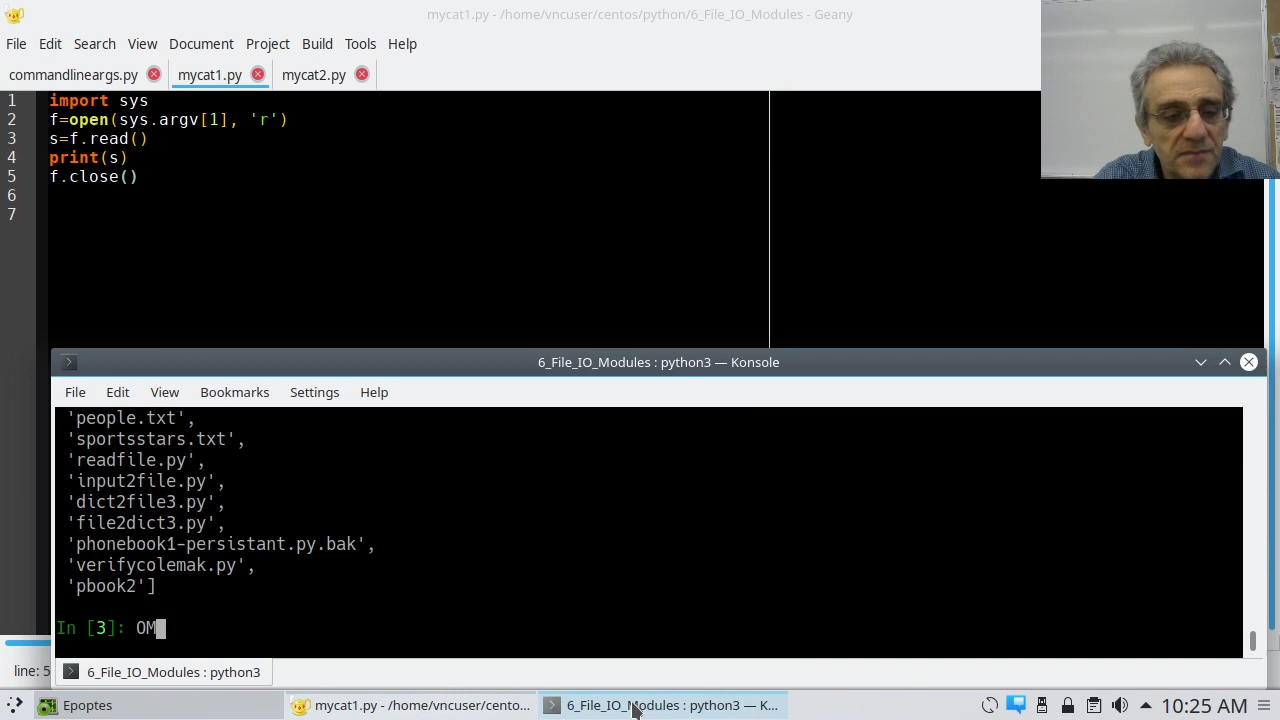 mycat1.py - /home/vncuser/centos/python/6_File_IO_Modules - Geany
File Edit Search View Document Project Build Tools Help
commandlineargs.py mycat1.py mycat2.py
1 import sys
2 f=open(sys.argv[1], 'r')
3 s=f.read()
4 print(s)
5 f.close()
6
7
6_File_IO_Modules : python3 — Konsole
File Edit View Bookmarks Settings Help
'people.txt',
'sportsstars.txt',
'readfile.py',
'input2file.py',
'dict2file3.py',
'file2dict3.py',
'phonebook1-persistant.py.bak',
'verifycolemak.py',
'pbook2']
In [3]: OM
line: 5
6_File_IO_Modules : python3
Epoptes mycat1.py - /home/vncuser/cento... 6_File_IO_Modules : python3 — K... 10:25 AM